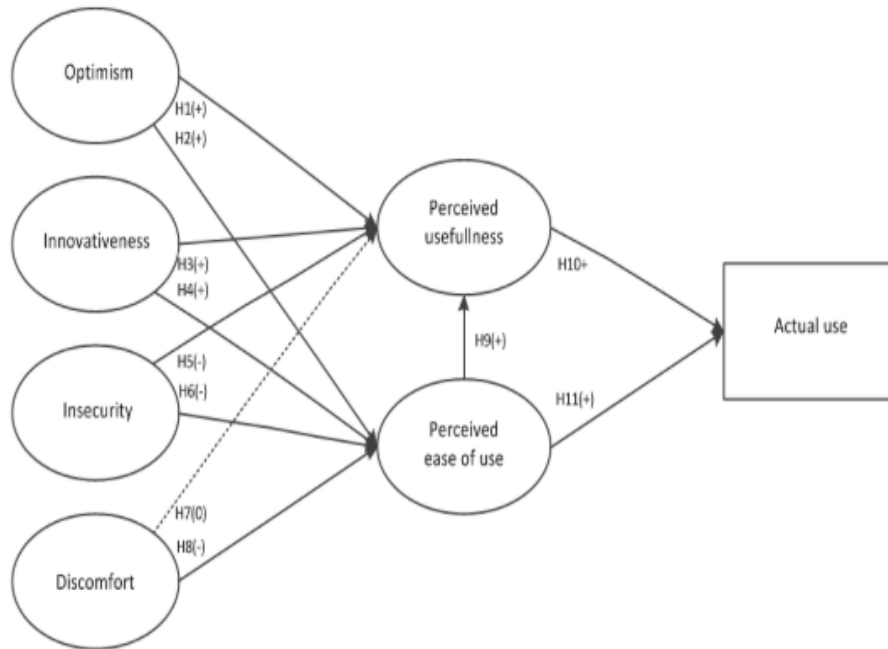 Optimism
H1(+)
H2(+)
Innovativeness
H3(+)
H4(+)
Insecurity
H5(-)
H6(-)
Discomfort
H7(0)
H8(-)
Perceived
usefullness
H9(+)
Perceived
ease of use
H10+
H11(+)
Actual use